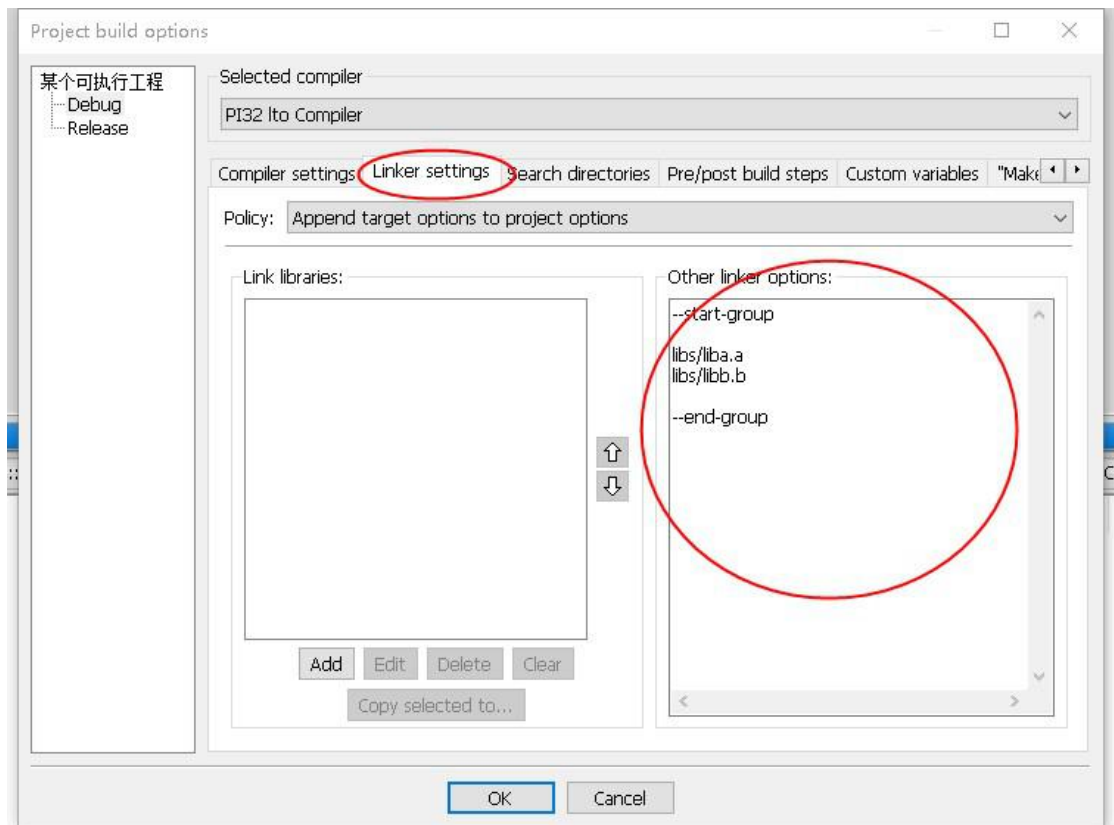 Project build options
某个可执行工程
Debug
Release
Selected compiler
PI32 lto Compiler
Compiler settings Linker settings Search directories Pre/post build steps Custom variables "Make
Policy: Append target options to project options
Link libraries:
Other linker options:
--start-group
libs/liba.a
libs/libb.b
--end-group
Add Edit Delete Clear
Copy selected to...
OK Cancel